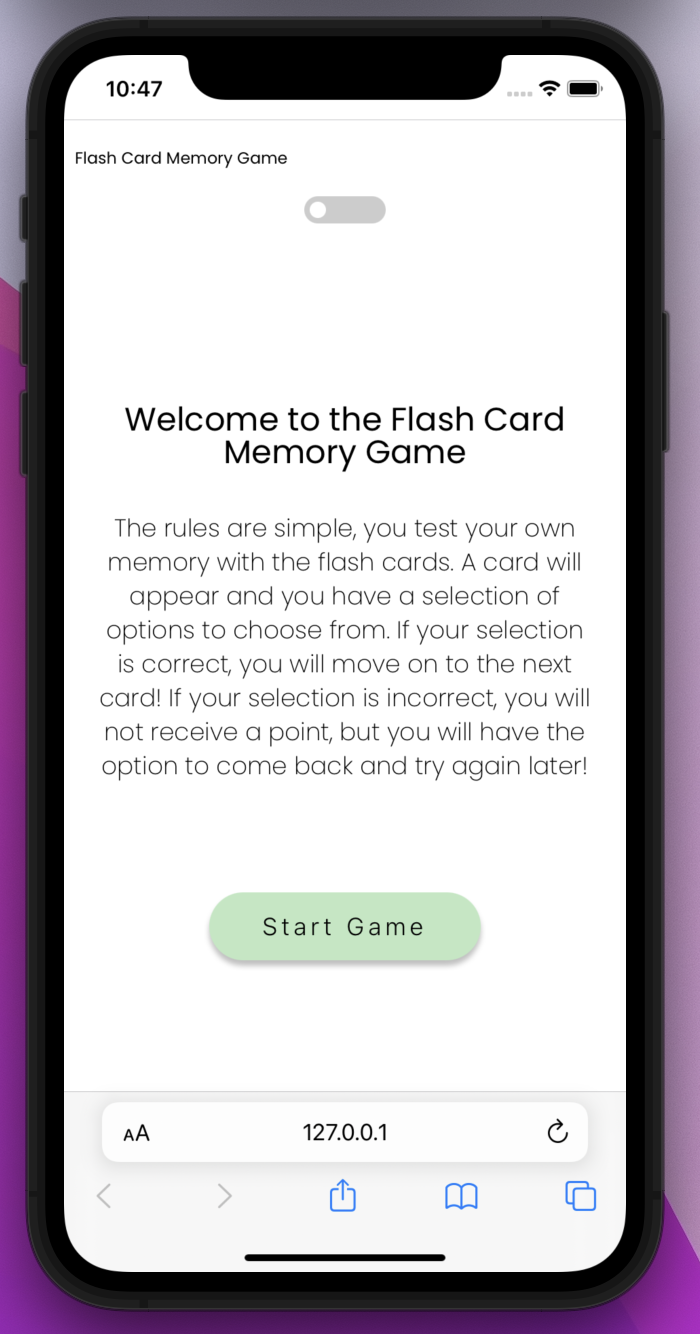 10:47
Flash Card Memory Game
Welcome to the Flash Card
Memory Game
The rules are simple, you test your own
memory with the flash cards. A card will
appear and you have a selection of
options to choose from. If your selection
is correct, you will move on to the next
card! If your selection is incorrect, you will
not receive a point, but you will have the
option to come back and try again later!
Start Game
AA 127.0.0.1